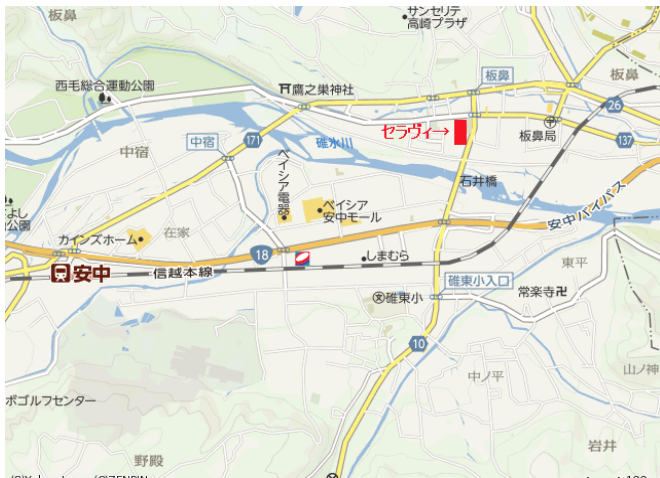 板鼻
サンセリテ
高崎プラザ
西毛総合運動公園
鷹之巣神社
板鼻
板鼻
26
セラヴィ→
171
中宿
中宿
碓氷川
板鼻局
137
ベイシア電器
石井橋
ベイシア
安中モール
安中バイパス
カインズホーム
在家
18
しまむら
安中
信越本線
碓東小
碓東小入口
常楽寺
東平
10
中ノ平
山ノ神
ボゴルフセンター
野殿
岩井